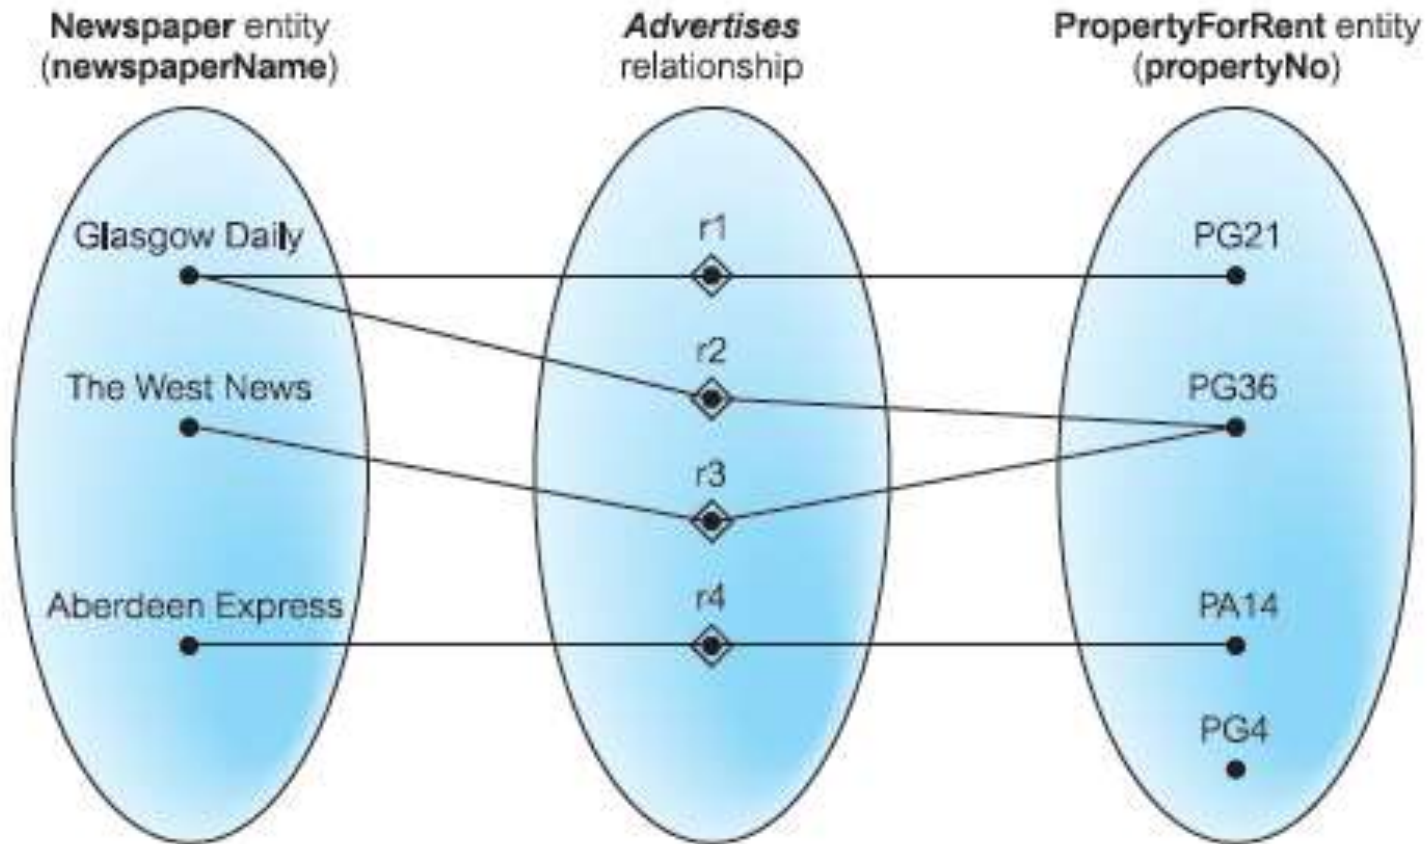 Newspaper entity
(newspaperName)
Advertises
relationship
PropertyForRent entity
(propertyNo)
Glasgow Daily
The West News
Aberdeen Express
r1
r2
r3
r4
PG21
PG36
PA14
PG4